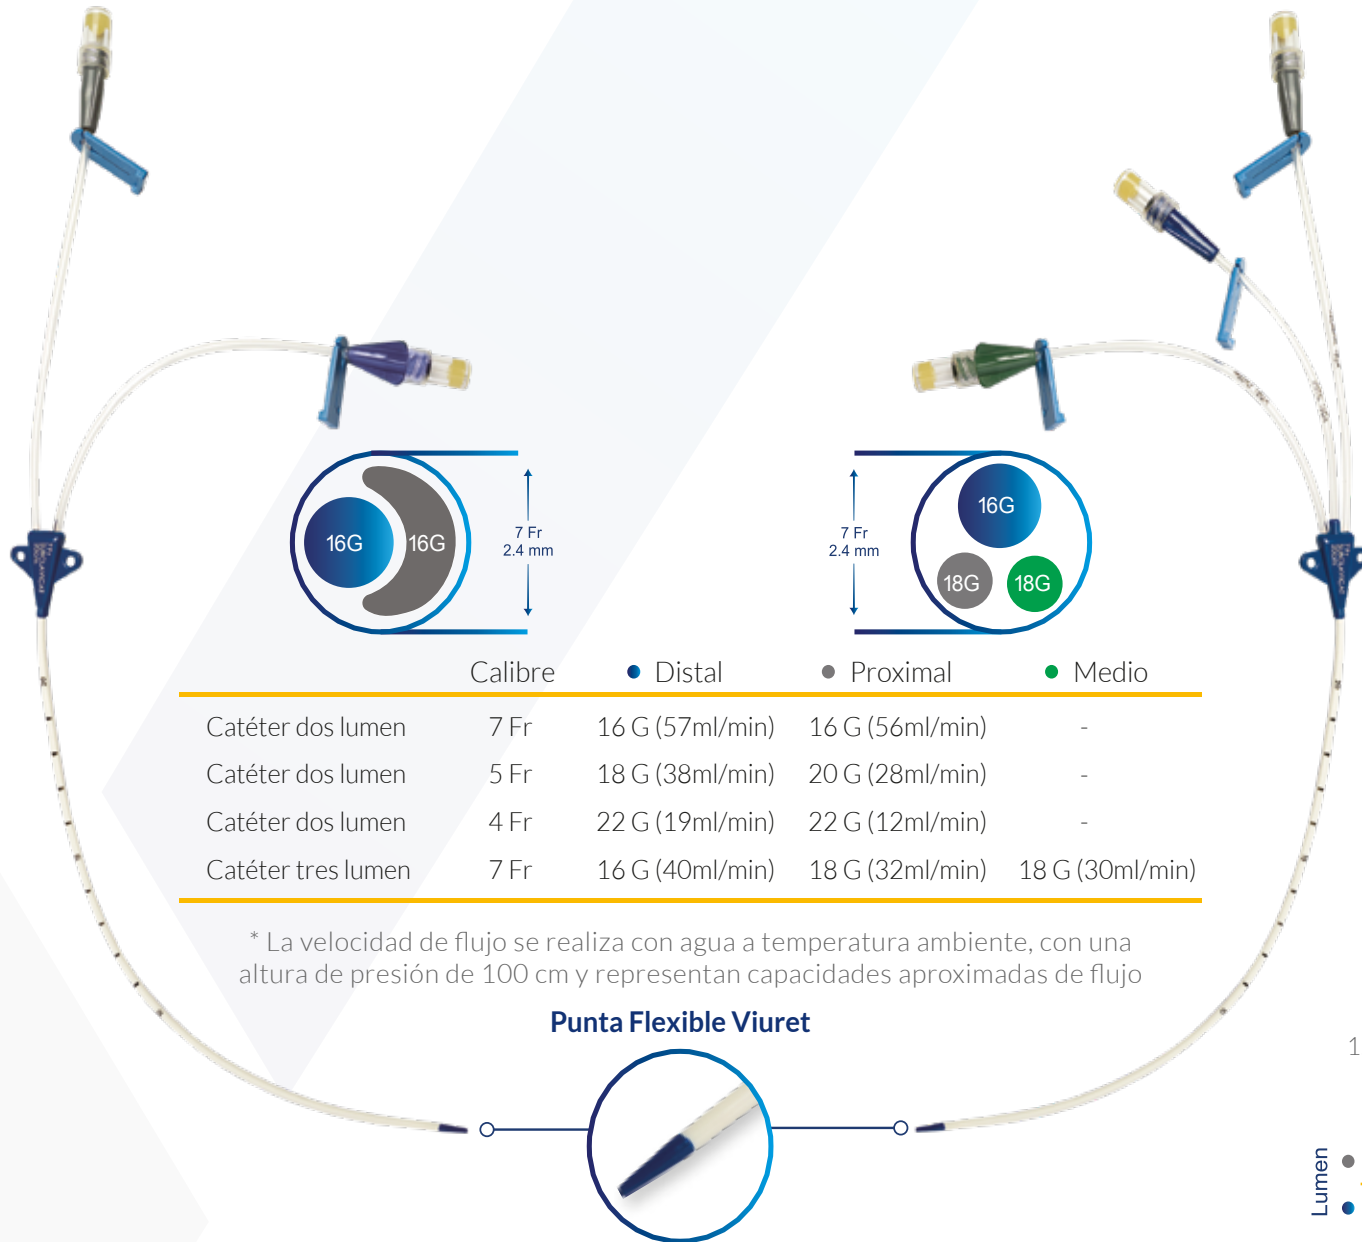 16G 16G
7 Fr
2.4 mm
7 Fr
2.4 mm
16G
18G 18G
Calibre Distal Proximal Medio
Catéter dos lumen 7 Fr 16 G (57ml/min) 16 G (56ml/min) -
Catéter dos lumen 5 Fr 18 G (38ml/min) 20 G (28ml/min) -
Catéter dos lumen 4 Fr 22 G (19ml/min) 22 G (12ml/min) -
Catéter tres lumen 7 Fr 16 G (40ml/min) 18 G (32ml/min) 18 G (30ml/min)
* La velocidad de flujo se realiza con agua a temperatura ambiente, con una
altura de presión de 100 cm y representan capacidades aproximadas de flujo
Punta Flexible Viuret
1
Lumen